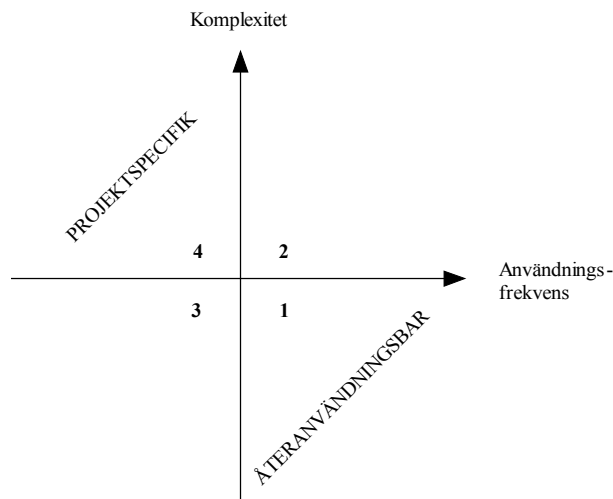 Komplexitet
PROJEKTSPECIFIK
4
2
Användnings-
frekvens
3
1
ÅTERANVÄNDNINGSBAR